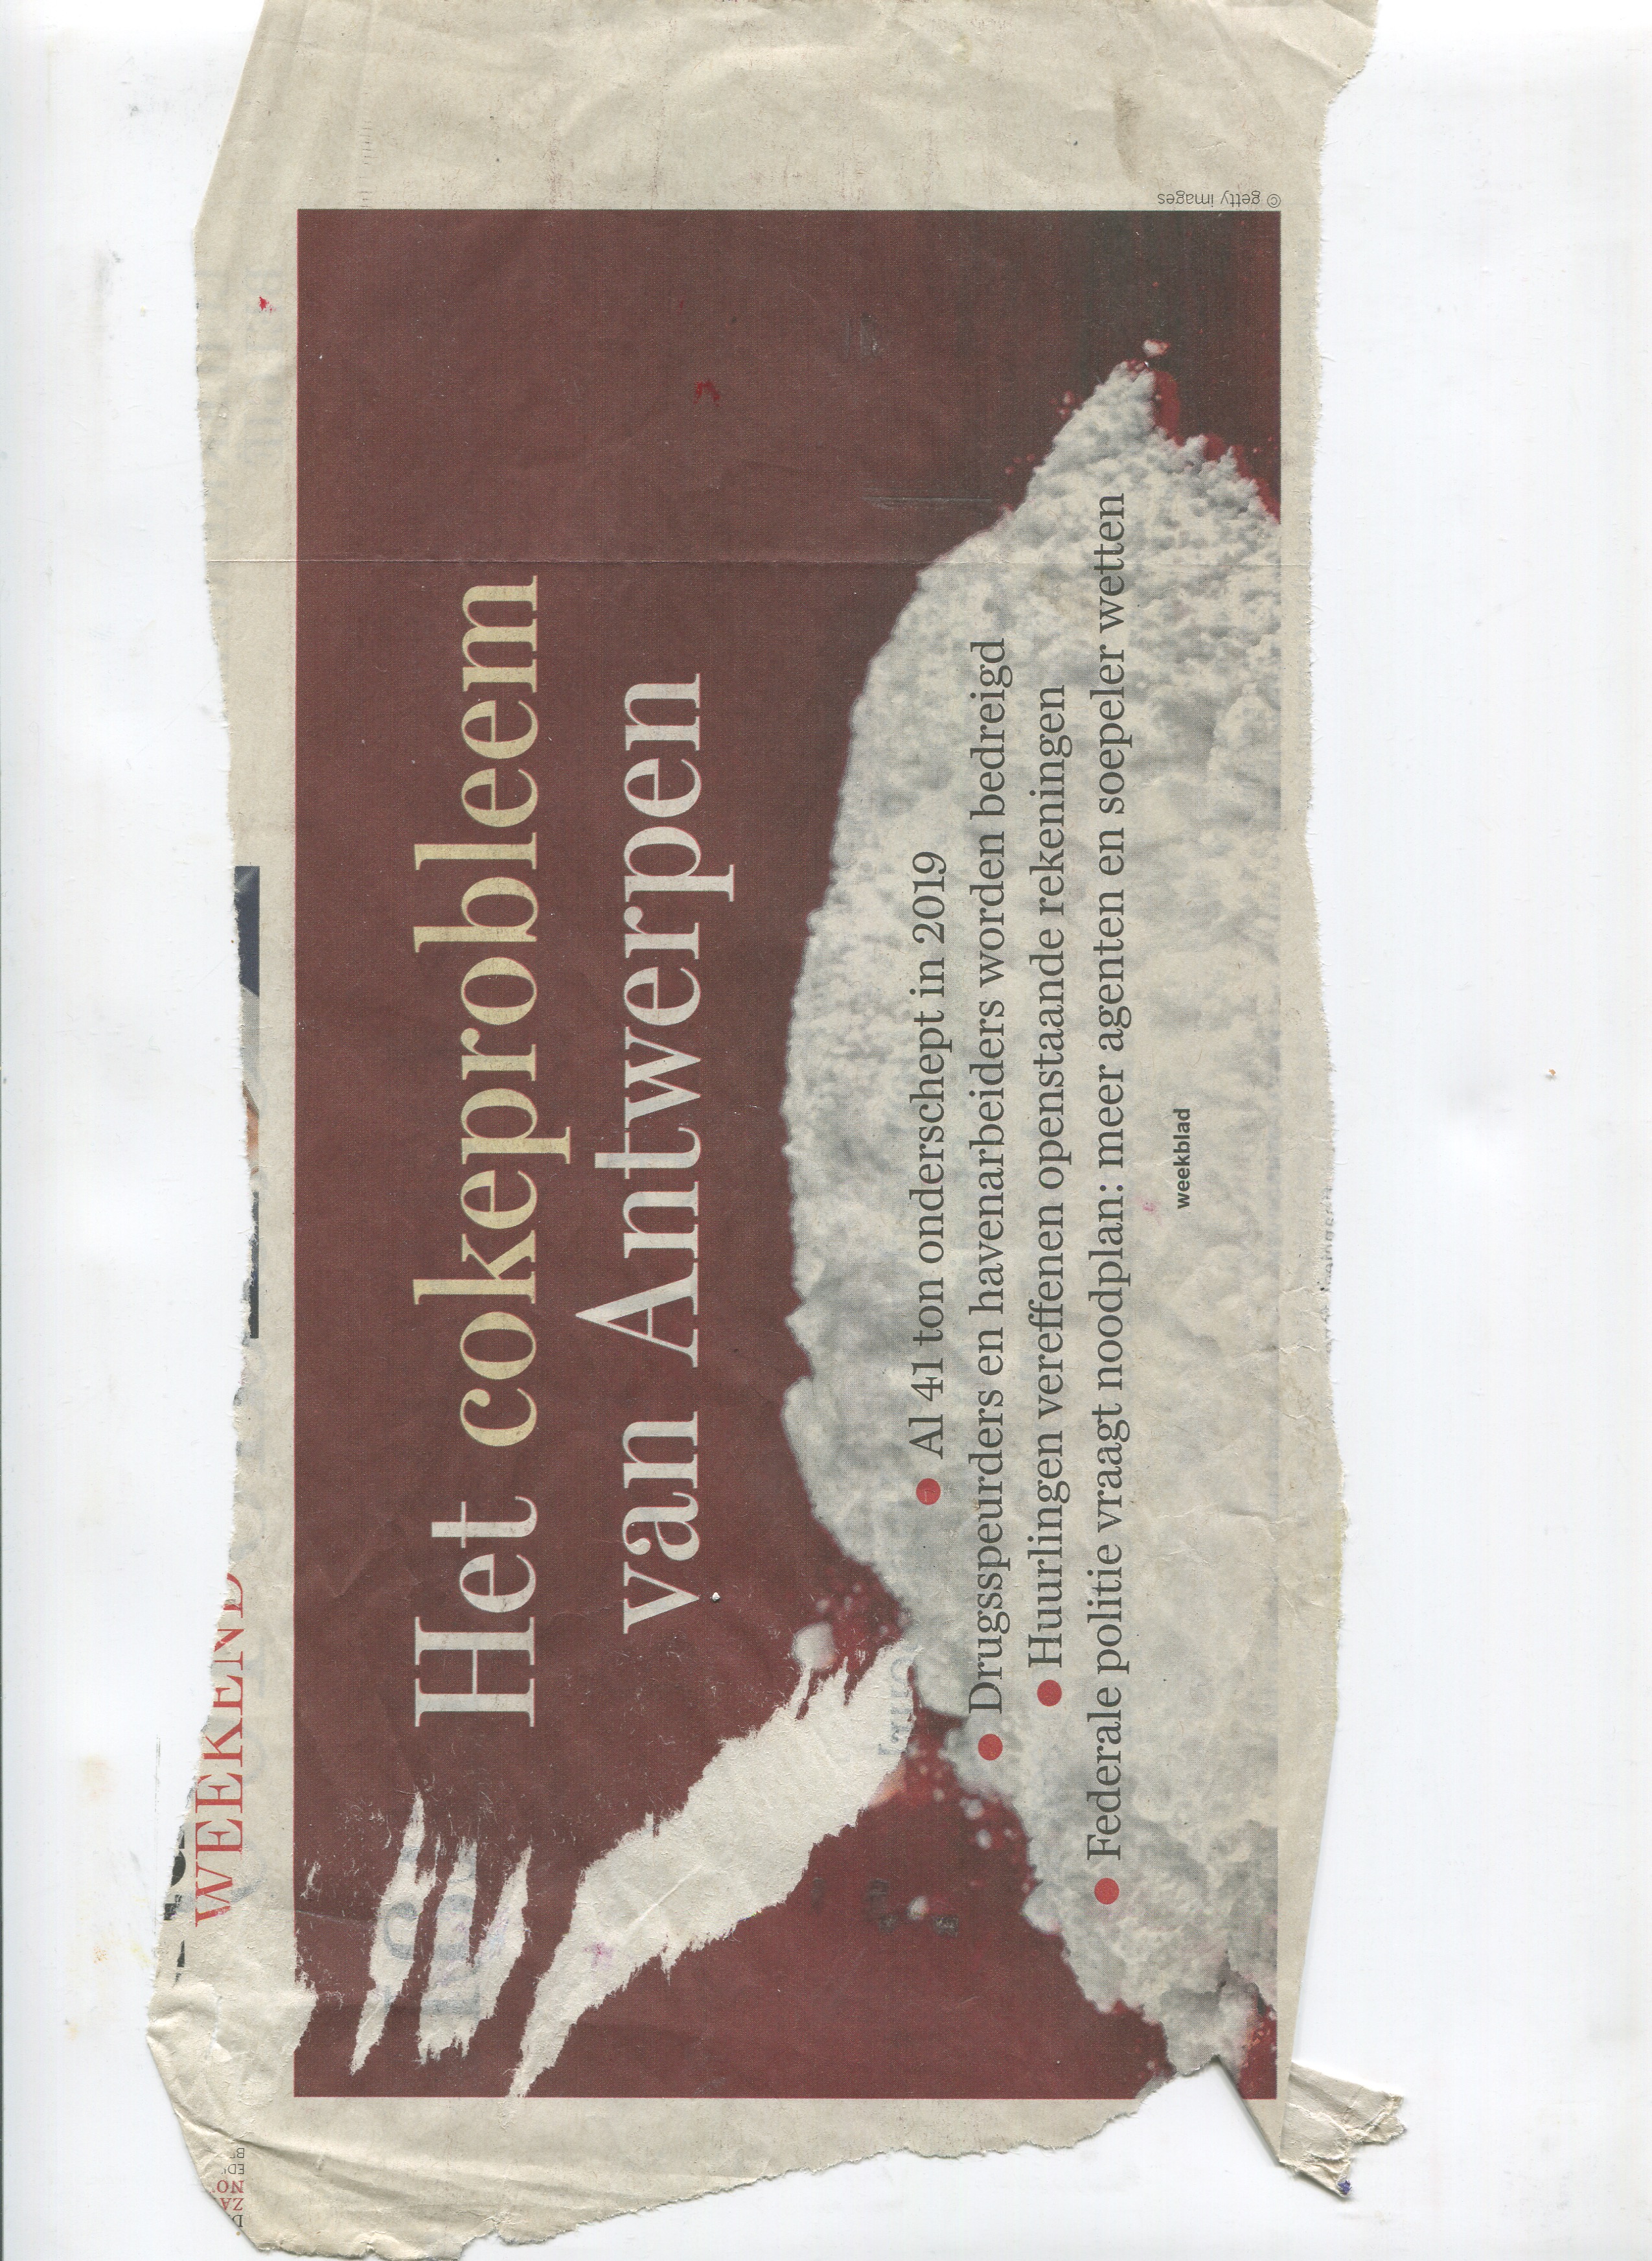 WEEKEND
Het cokeprobleem
van Antwerpen
● Al 41 ton onderschept in 2019
● Drugsspeurders en havenarbeiders worden bedreigd
● Huurlingen vereffenen openstaande rekeningen
● Federale politie vraagt noodplan: meer agenten en soepeler wetten
weekblad
© getty images